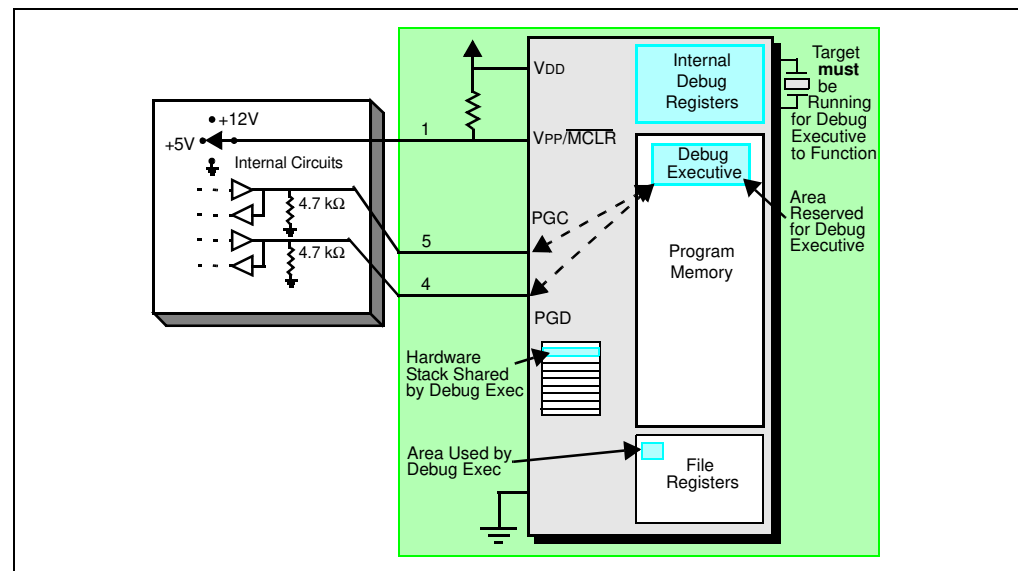 +12V
+5V
Internal Circuits
4.7 kΩ
4.7 kΩ
1
5
4
VDD
VPP/MCLR
PGC
PGD
Internal
Debug
Registers
Target
must
be
Running
for Debug
Executive
to Function
Debug
Executive
Area
Reserved
for Debug
Executive
Program
Memory
Hardware
Stack Shared
by Debug Exec
Area Used by
Debug Exec
File
Registers